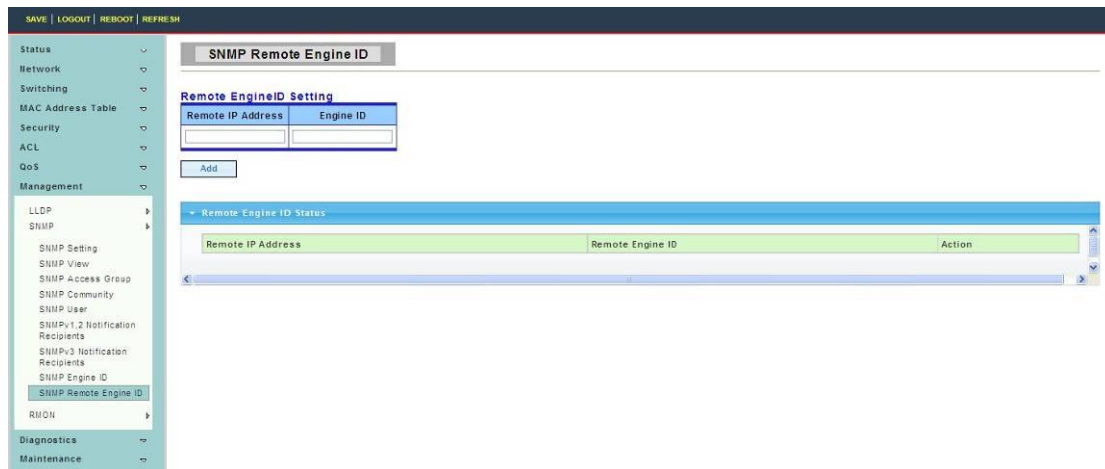 SAVE | LOGOUT | REBOOT | REFRESH
Status
Network
Switching
MAC Address Table
Security
ACL
QoS
Management
LLDP
SNMP
SNMP Setting
SNMP View
SNMP Access Group
SNMP Community
SNMP User
SNMPv1,2 Notification
Recipients
SNMPv3 Notification
Recipients
SNMP Engine ID
SNMP Remote Engine ID
RMON
Diagnostics
Maintenance
SNMP Remote Engine ID
Remote EngineID Setting
Remote IP Address Engine ID
Add
Remote Engine ID Status
Remote IP Address Remote Engine ID Action